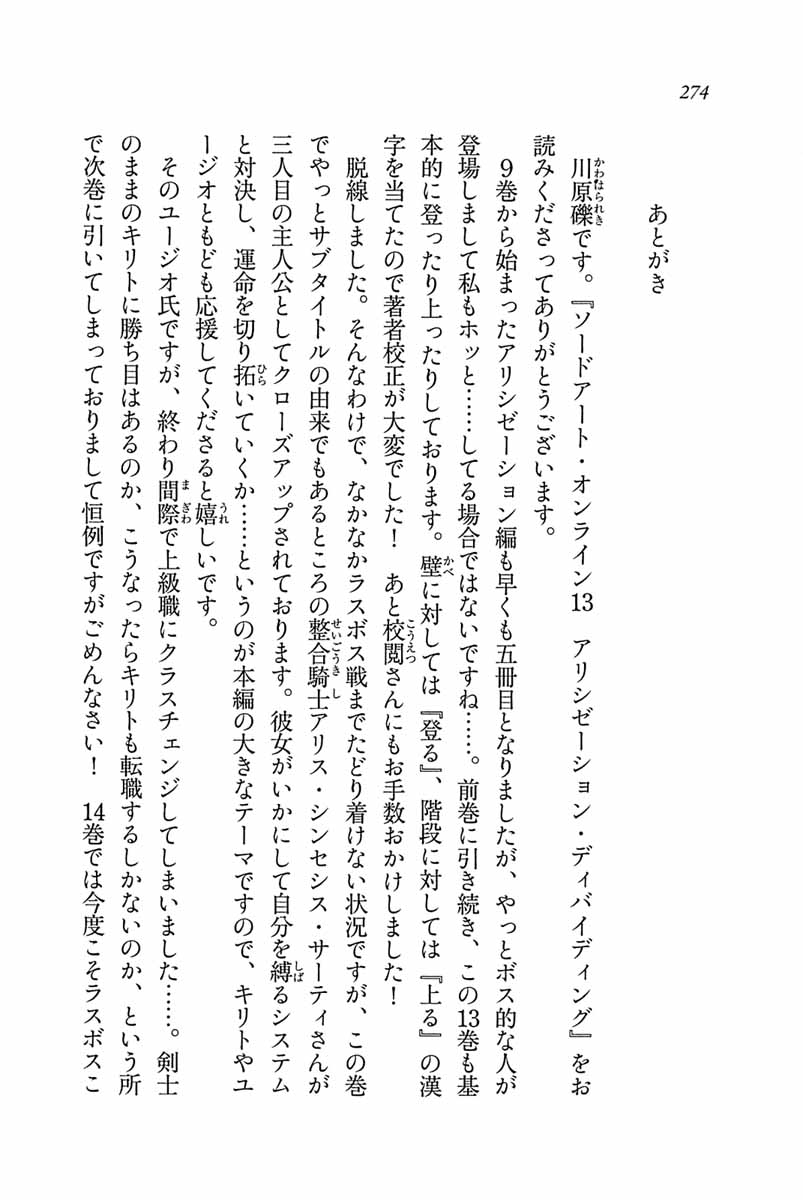 274
あとがき
川原礫です。『ソードアート・オンライン13　アリシゼーション・ディバイディング』をお
読みくださってありがとうございます。
9巻から始まったアリシゼーション編も早くも五冊目となりましたが、やっとボス的な人が
登場しまして私もホッと……してる場合ではないですね……。前巻に引き続き、この13巻も基
本的に登ったり上ったりしております。壁に対しては『登る』、階段に対しては『上る』の漢
字を当てたので著者校正が大変でした！　あと校閲さんにもお手数おかけしました！
脱線しました。そんなわけで、なかなかラスボス戦までたどり着けない状況ですが、この巻
でやっとサブタイトルの由来でもあるところの整合騎士アリス・シンセシス・サーティさんが
三人目の主人公としてクローズアップされております。彼女がいかにして自分を縛るシステム
と対決し、運命を切り拓いていくか……というのが本編の大きなテーマですので、キリトやユ
ージオともども応援してくださると嬉しいです。
そのユージオ氏ですが、終わり間際で上級職にクラスチェンジしてしまいました……。剣士
のままのキリトに勝ち目はあるのか、こうなったらキリトも転職するしかないのか、という所
で次巻に引いてしまっておりまして恒例ですがごめんなさい！　14巻では今度こそラスボスこ